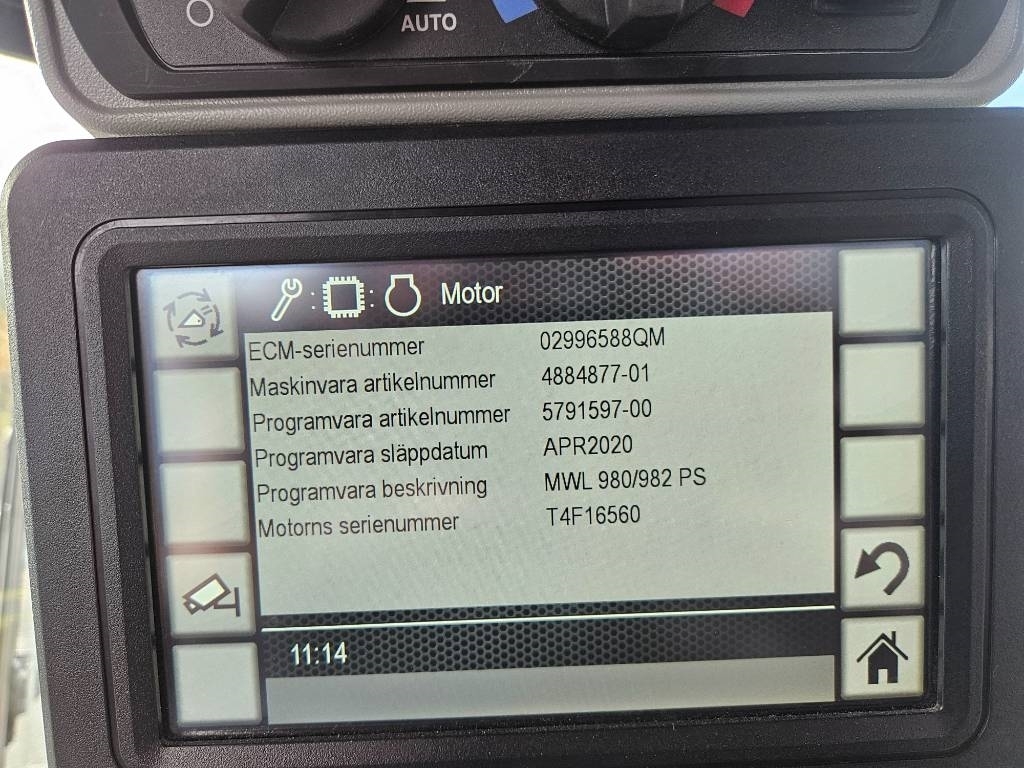 AUTO
Motor
ECM-serienummer 02996588QM
Maskinvara artikelnummer 4884877-01
Programvara artikelnummer 5791597-00
Programvara släppdatum APR2020
Programvara beskrivning MWL 980/982 PS
Motorns serienummer T4F16560
11:14